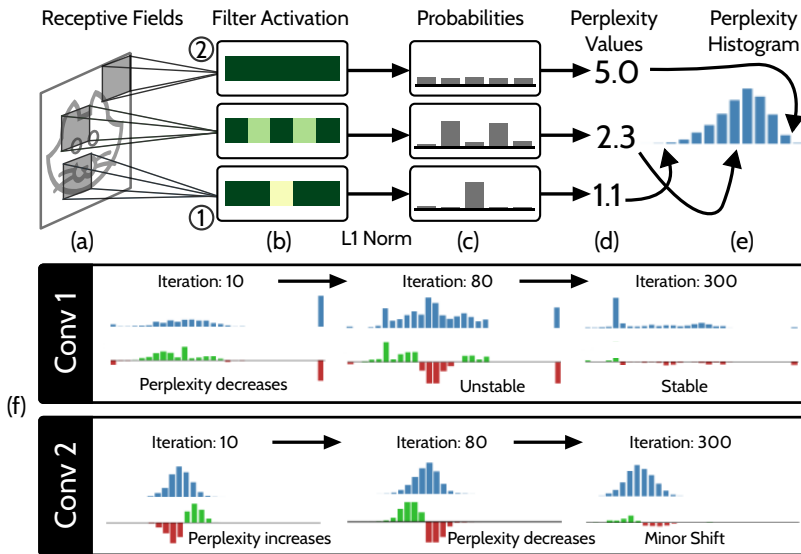 Receptive Fields
Filter Activation
Probabilities
Perplexity
Values
Perplexity
Histogram
2
5.0
2.3
1
1.1
L1 Norm
(a)
(b)
(c)
(d)
(e)
(f)
Conv 1
Iteration: 10
Iteration: 80
Iteration: 300
Perplexity decreases
Unstable
Stable
Conv 2
Iteration: 10
Iteration: 80
Iteration: 300
Perplexity increases
Perplexity decreases
Minor Shift